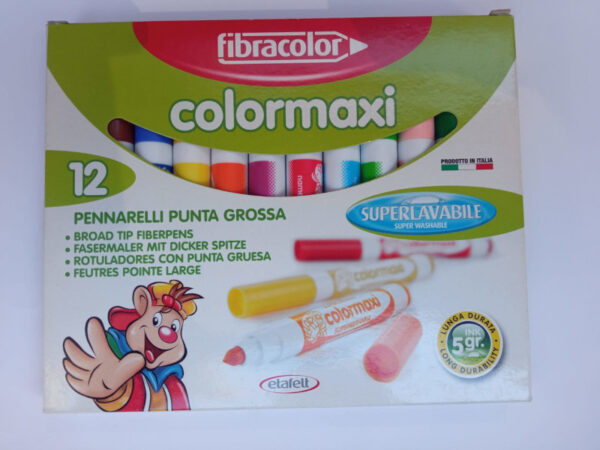 fibracolor
colormaxi
12
PRODOTTO IN ITALIA
PENNARELLI PUNTA GROSSA
• BROAD TIP FIBERPENS
• FASERMALER MIT DICKER SPITZE
• ROTULADORES CON PUNTA GRUESA
• FEUTRES POINTE LARGE
SUPERLAVABILE
SUPER WASHABLE
colormaxi
colormaxi
LUNGA DURATA
INK
5gr.
LONG DURABILITY
etafelt